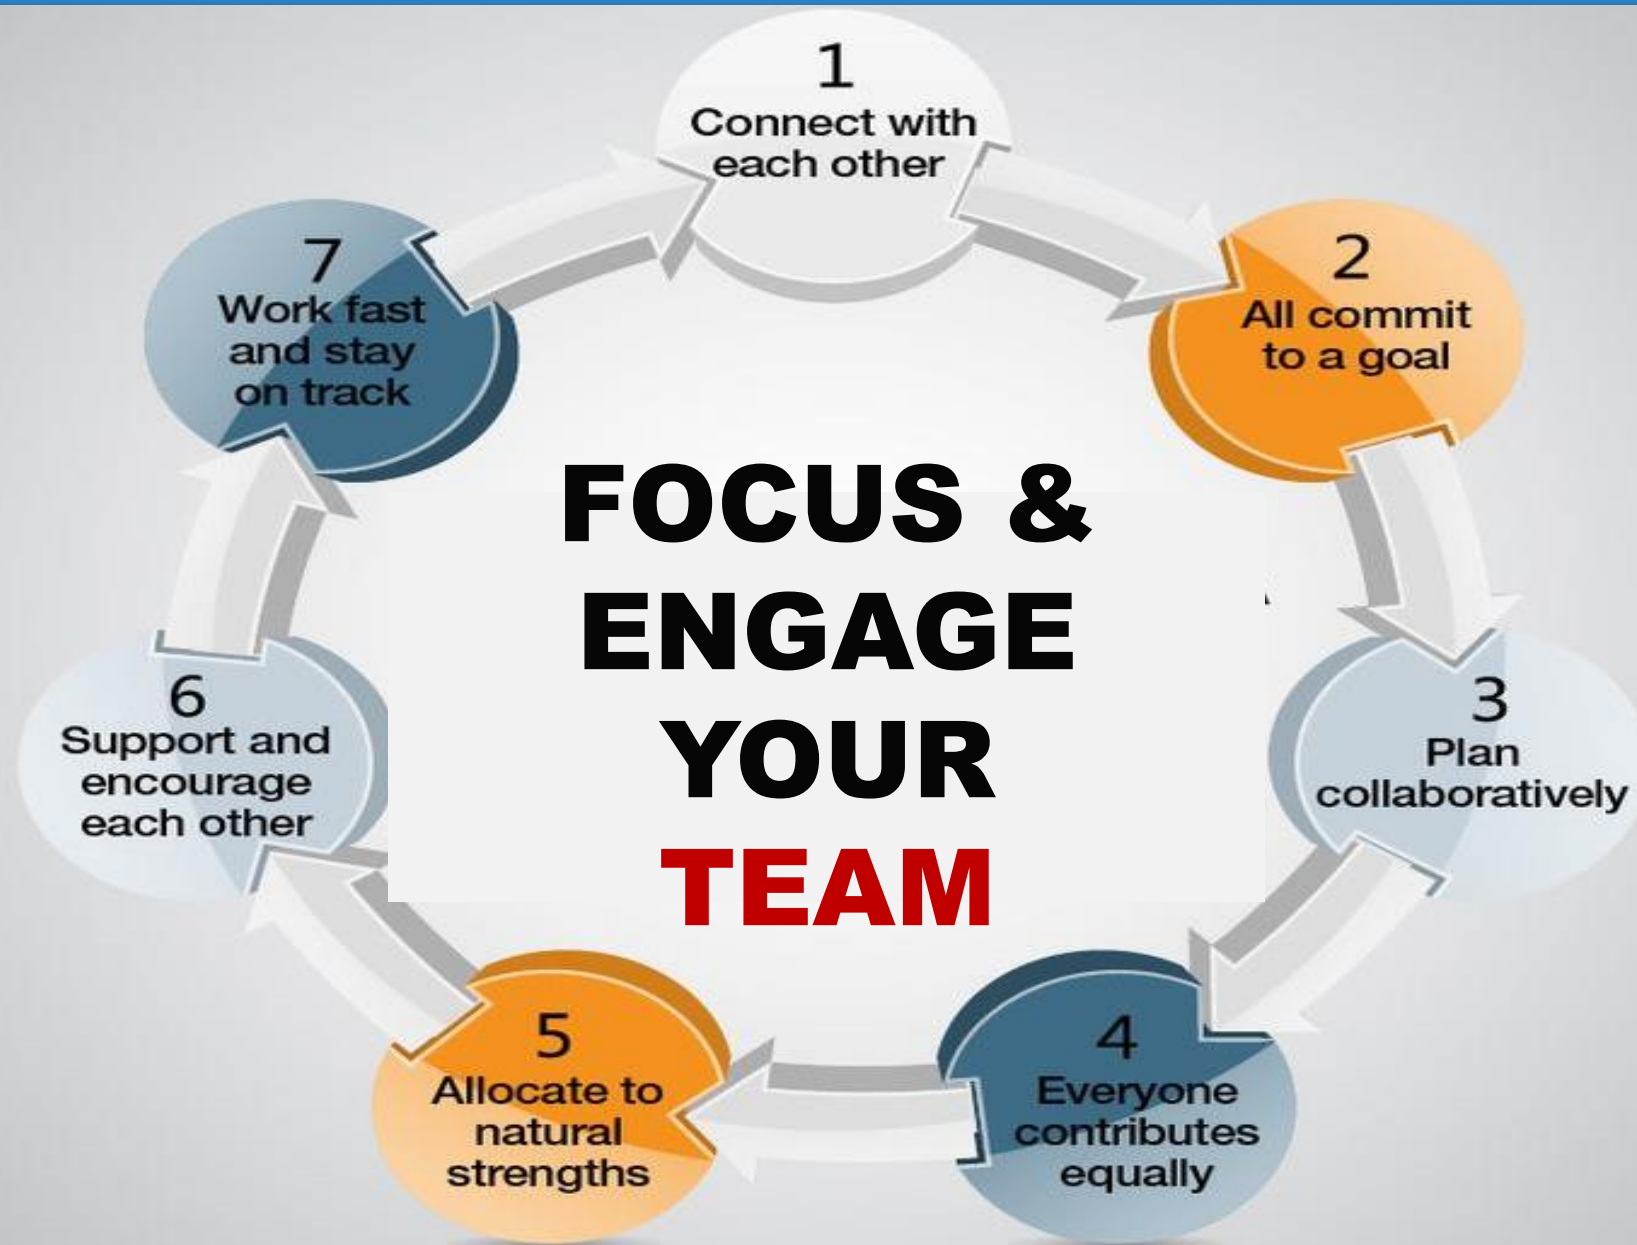 1
Connect with
each other
2
All commit
to a goal
3
Plan
collaboratively
4
Everyone
contributes
equally
5
Allocate to
natural
strengths
6
Support and
encourage
each other
7
Work fast
and stay
on track
FOCUS &
ENGAGE
YOUR
TEAM